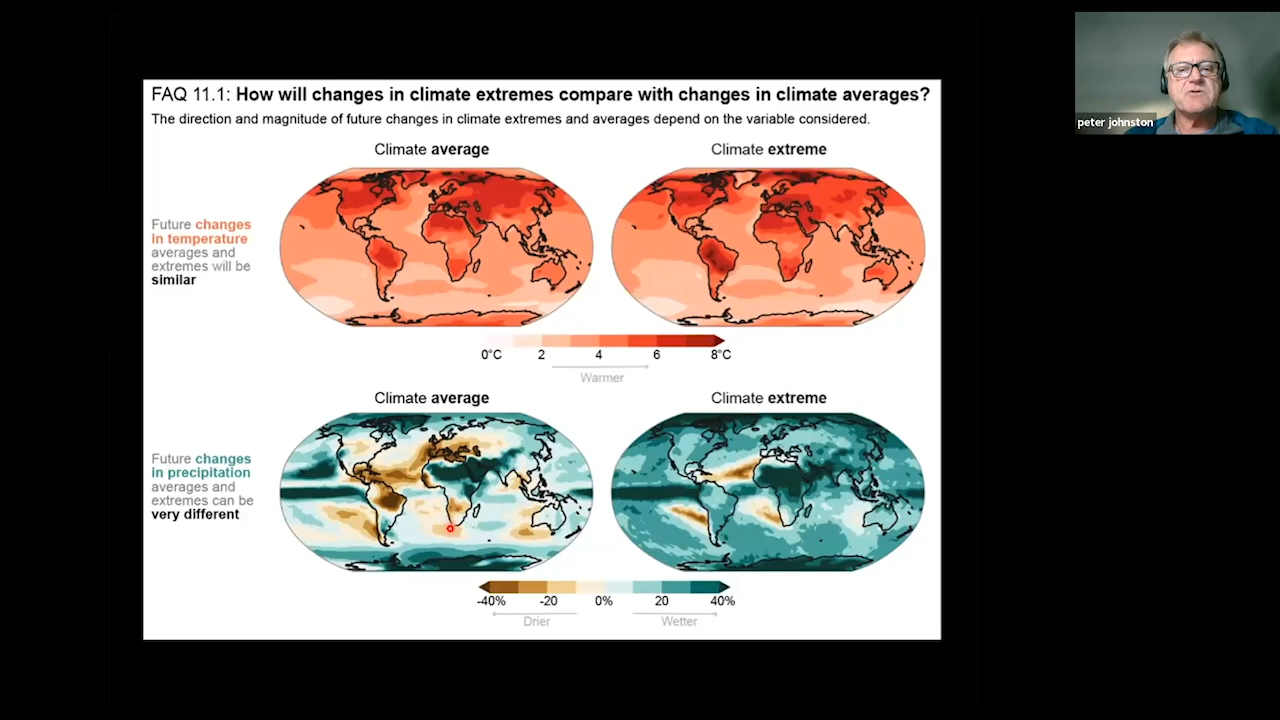 FAQ 11.1: How will changes in climate extremes compare with changes in climate averages?
The direction and magnitude of future changes in climate extremes and averages depend on the variable considered.
Climate average
Climate extreme
Future changes
in temperature
averages and
extremes will be
similar
0°C 2 4 6 8°C
Warmer
Climate average
Climate extreme
Future changes
in precipitation
averages and
extremes can be
very different
-40% -20 0% 20 40%
Drier
Wetter
peter johnston